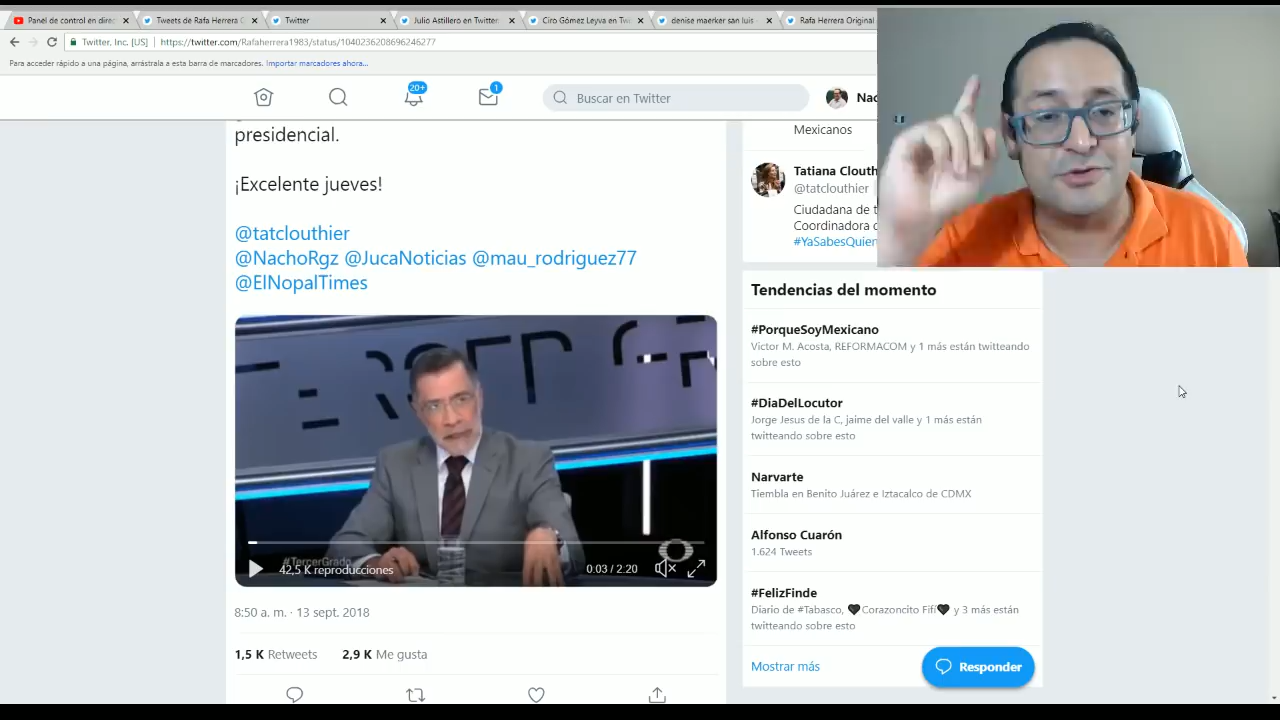 Panel de control en direc
Tweets de Rafa Herrera C
Twitter
Julio Astillero en Twitter:
Ciro Gómez Leyva en Tw
denise maerker san luis -
Rafa Herrera Original
Twitter, Inc. [US]
https://twitter.com/Rafaherrera1983/status/1040236208696246277
Para acceder rápido a una página, arrástrala a esta barra de marcadores. Importar marcadores ahora...
20+
1
Buscar en Twitter
Nac
presidencial.
¡Excelente jueves!
@tatclouthier
@NachoRgz @JucaNoticias @mau_rodriguez77
@ElNopalTimes
#TercerGrado
42,5 K reproducciones
0:03 / 2:20
8:50 a. m. · 13 sept. 2018
1,5 K Retweets 2,9 K Me gusta
Mexicanos
Tatiana Clouth
@tatclouthier
Ciudadana de t
Coordinadora c
#YaSabesQuien
Tendencias del momento
#PorqueSoyMexicano
Víctor M. Acosta, REFORMACOM y 1 más están twitteando
sobre esto
#DiaDelLocutor
Jorge Jesus de la C, jaime del valle y 1 más están
twitteando sobre esto
Narvarte
Tiembla en Benito Juárez e Iztacalco de CDMX
Alfonso Cuarón
1.624 Tweets
#FelizFinde
Diario de #Tabasco, 🖤Corazoncito Fifí🖤 y 3 más están
twitteando sobre esto
Mostrar más
Responder